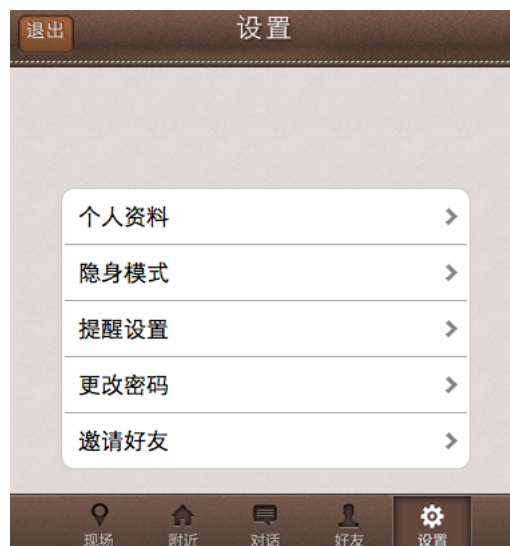 退出 设置
个人资料
隐身模式
提醒设置
更改密码
邀请好友
现场 附近 对话 好友 设置